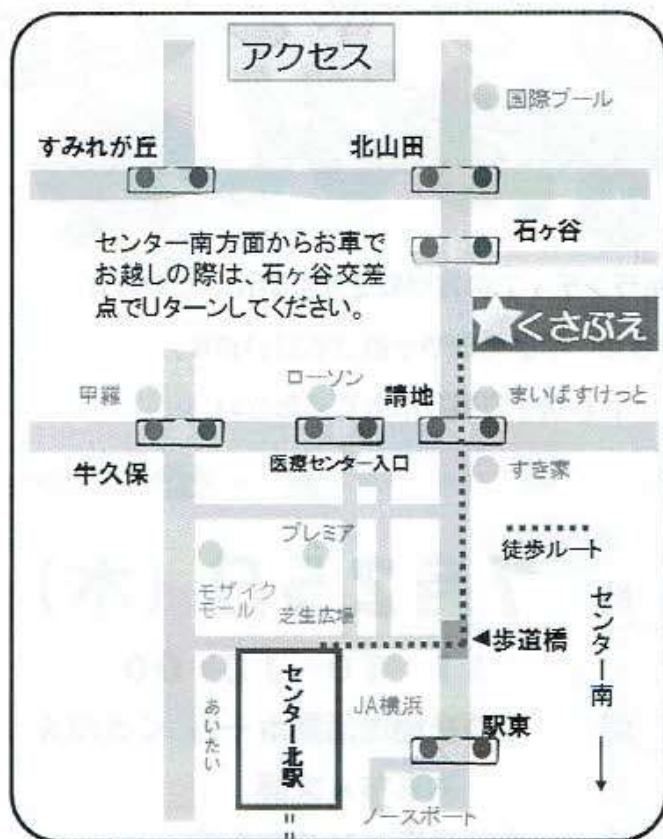 アクセス
国際プール
すみれが丘
北山田
石ヶ谷
センター南方面からお車で
お越しの際は、石ヶ谷交差
点でUターンしてください。
くさぶえ
甲羅
ローソン
請地
まいばすけっと
牛久保
医療センター入口
すき家
プレミア
徒歩ルート
モザイク
モール
芝生広場
歩道橋
センター南
センター北駅
あいたい
JA横浜
駅東
ノースポート